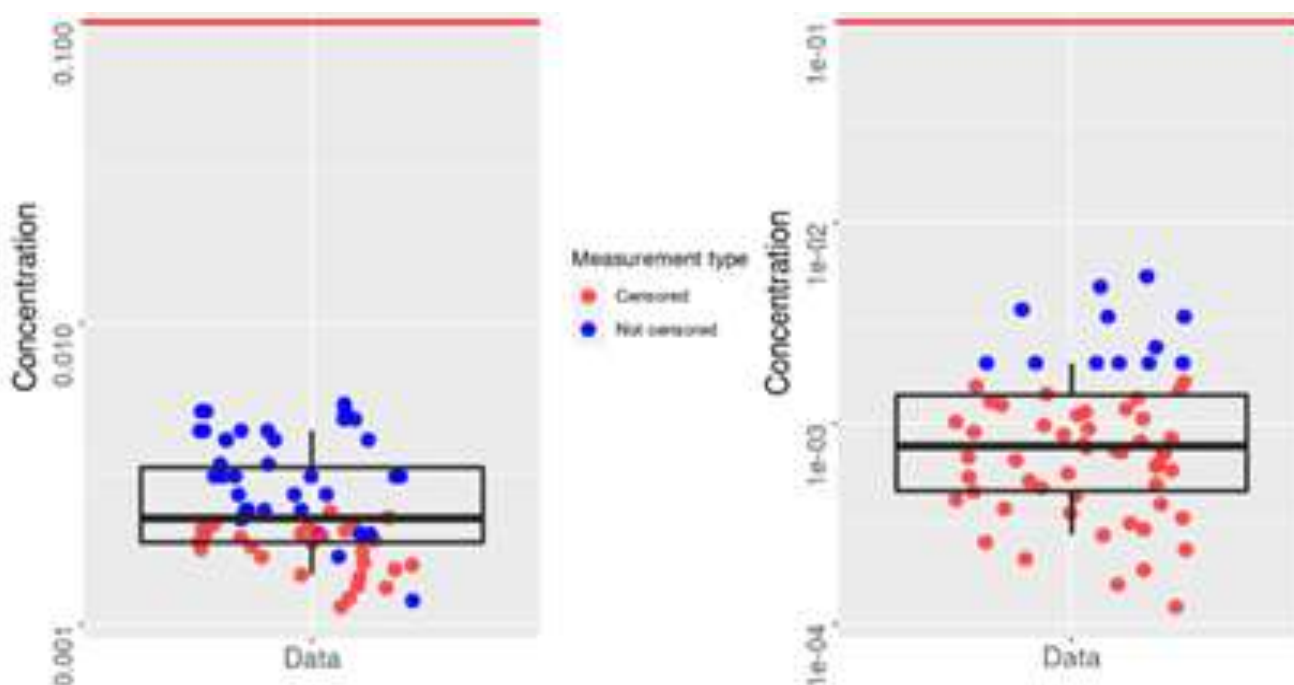 Concentration
0.100
0.010
0.001
Data
Measurement type
Censored
Not censored
Concentration
1e-01
1e-02
1e-03
1e-04
Data